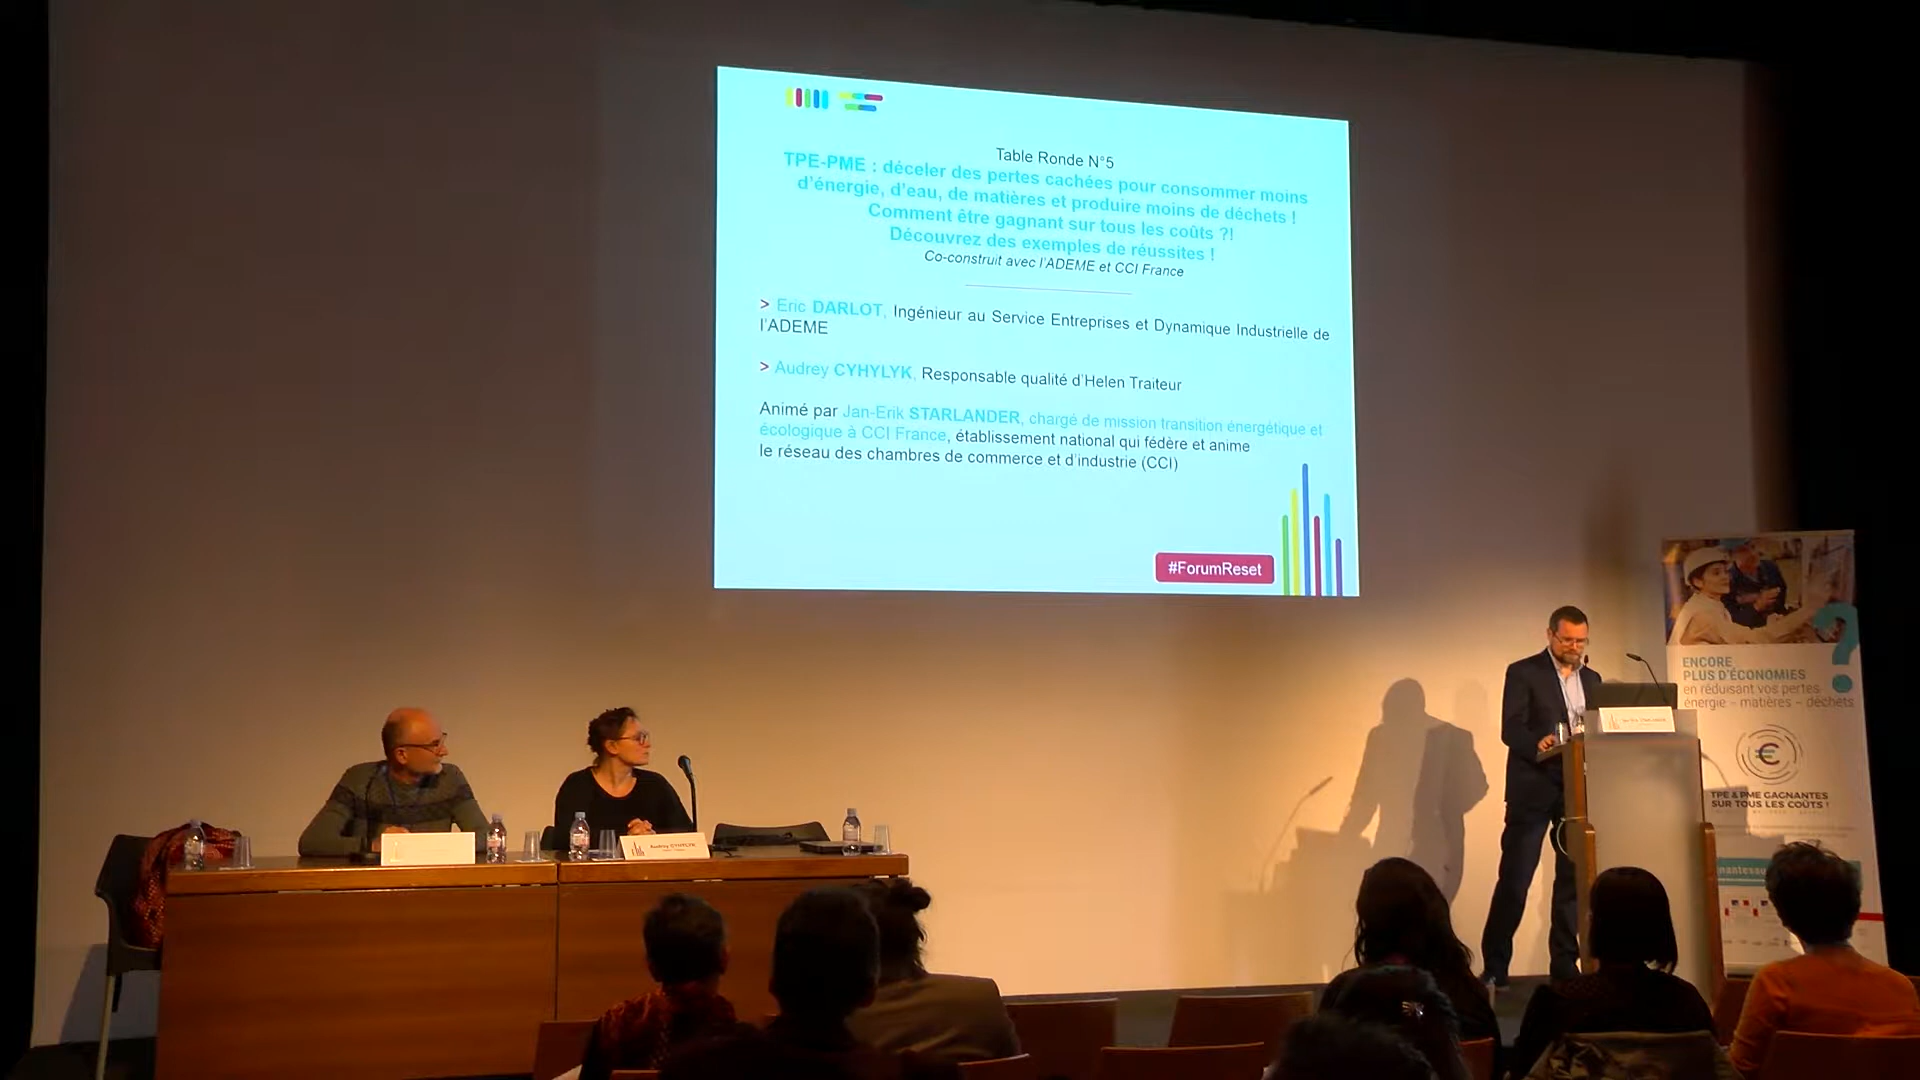 Table Ronde N°5
TPE-PME : déceler des pertes cachées pour consommer moins
d'énergie, d'eau, de matières et produire moins de déchets !
Comment être gagnant sur tous les coûts ?!
Découvrez des exemples de réussites !
Co-construit avec l'ADEME et CCI France
> Eric DARLOT, Ingénieur au Service Entreprises et Dynamique Industrielle de
l'ADEME
> Audrey CYHYLYK, Responsable qualité d'Helen Traiteur
Animé par Jan-Erik STARLANDER, chargé de mission transition énergétique et
écologique à CCI France, établissement national qui fédère et anime
le réseau des chambres de commerce et d'industrie (CCI)
#ForumReset
ENCORE
PLUS D'ÉCONOMIES
en réduisant vos pertes
énergie – matières – déchets
?
€
TPE & PME GAGNANTES
SUR TOUS LES COÛTS !
Audrey CYHYLYK